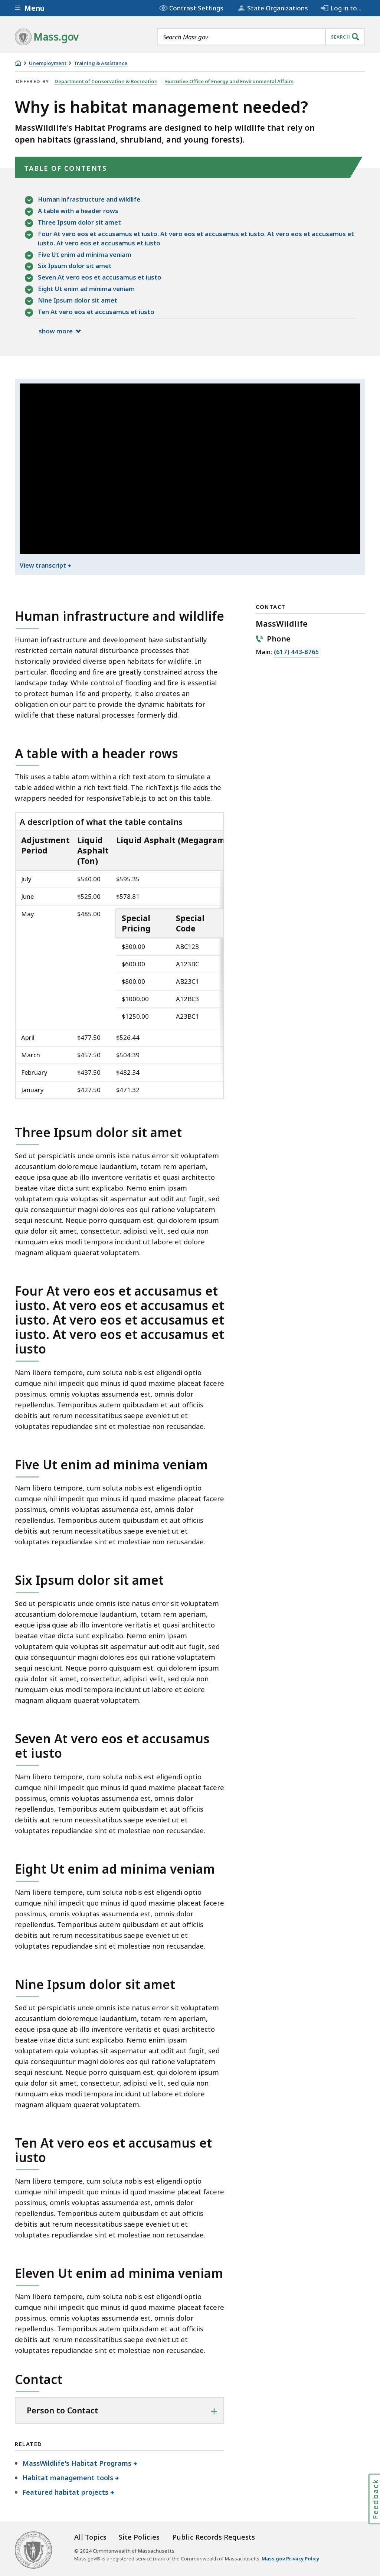 Menu
Contrast Settings
State Organizations
Log in to...
Mass.gov
Search Mass.gov
SEARCH
Unemployment
Training & Assistance
OFFERED BY Department of Conservation & Recreation Executive Office of Energy and Environmental Affairs
Why is habitat management needed?
MassWildlife's Habitat Programs are designed to help wildlife that rely on
open habitats (grassland, shrubland, and young forests).
TABLE OF CONTENTS
Human infrastructure and wildlife
A table with a header rows
Three Ipsum dolor sit amet
Four At vero eos et accusamus et iusto. At vero eos et accusamus et iusto. At vero eos et accusamus et
iusto. At vero eos et accusamus et iusto
Five Ut enim ad minima veniam
Six Ipsum dolor sit amet
Seven At vero eos et accusamus et iusto
Eight Ut enim ad minima veniam
Nine Ipsum dolor sit amet
Ten At vero eos et accusamus et iusto
show more
View transcript
Human infrastructure and wildlife
Human infrastructure and development have substantially
restricted certain natural disturbance processes that
historically provided diverse open habitats for wildlife. In
particular, flooding and fire are greatly constrained across the
landscape today. While control of flooding and fire is essential
to protect human life and property, it also creates an
obligation on our part to provide the dynamic habitats for
wildlife that these natural processes formerly did.
CONTACT
MassWildlife
Phone
Main: (617) 443-8765
A table with a header rows
This uses a table atom within a rich text atom to simulate a
table added within a rich text field. The richText.js file adds the
wrappers needed for responsiveTable.js to act on this table.
A description of what the table contains
Adjustment Period
Liquid Asphalt (Ton)
Liquid Asphalt (Megagram
July $540.00 $595.35
June $525.00 $578.81
May $485.00
Special Pricing
Special Code
$300.00 ABC123
$600.00 A123BC
$800.00 AB23C1
$1000.00 A12BC3
$1250.00 A23BC1
April $477.50 $526.44
March $457.50 $504.39
February $437.50 $482.34
January $427.50 $471.32
Three Ipsum dolor sit amet
Sed ut perspiciatis unde omnis iste natus error sit voluptatem
accusantium doloremque laudantium, totam rem aperiam,
eaque ipsa quae ab illo inventore veritatis et quasi architecto
beatae vitae dicta sunt explicabo. Nemo enim ipsam
voluptatem quia voluptas sit aspernatur aut odit aut fugit, sed
quia consequuntur magni dolores eos qui ratione voluptatem
sequi nesciunt. Neque porro quisquam est, qui dolorem ipsum
quia dolor sit amet, consectetur, adipisci velit, sed quia non
numquam eius modi tempora incidunt ut labore et dolore
magnam aliquam quaerat voluptatem.
Four At vero eos et accusamus et
iusto. At vero eos et accusamus et
iusto. At vero eos et accusamus et
iusto. At vero eos et accusamus et
iusto
Nam libero tempore, cum soluta nobis est eligendi optio
cumque nihil impedit quo minus id quod maxime placeat facere
possimus, omnis voluptas assumenda est, omnis dolor
repellendus. Temporibus autem quibusdam et aut officiis
debitis aut rerum necessitatibus saepe eveniet ut et
voluptates repudiandae sint et molestiae non recusandae.
Five Ut enim ad minima veniam
Nam libero tempore, cum soluta nobis est eligendi optio
cumque nihil impedit quo minus id quod maxime placeat facere
possimus, omnis voluptas assumenda est, omnis dolor
repellendus. Temporibus autem quibusdam et aut officiis
debitis aut rerum necessitatibus saepe eveniet ut et
voluptates repudiandae sint et molestiae non recusandae.
Six Ipsum dolor sit amet
Sed ut perspiciatis unde omnis iste natus error sit voluptatem
accusantium doloremque laudantium, totam rem aperiam,
eaque ipsa quae ab illo inventore veritatis et quasi architecto
beatae vitae dicta sunt explicabo. Nemo enim ipsam
voluptatem quia voluptas sit aspernatur aut odit aut fugit, sed
quia consequuntur magni dolores eos qui ratione voluptatem
sequi nesciunt. Neque porro quisquam est, qui dolorem ipsum
quia dolor sit amet, consectetur, adipisci velit, sed quia non
numquam eius modi tempora incidunt ut labore et dolore
magnam aliquam quaerat voluptatem.
Seven At vero eos et accusamus
et iusto
Nam libero tempore, cum soluta nobis est eligendi optio
cumque nihil impedit quo minus id quod maxime placeat facere
possimus, omnis voluptas assumenda est, omnis dolor
repellendus. Temporibus autem quibusdam et aut officiis
debitis aut rerum necessitatibus saepe eveniet ut et
voluptates repudiandae sint et molestiae non recusandae.
Eight Ut enim ad minima veniam
Nam libero tempore, cum soluta nobis est eligendi optio
cumque nihil impedit quo minus id quod maxime placeat facere
possimus, omnis voluptas assumenda est, omnis dolor
repellendus. Temporibus autem quibusdam et aut officiis
debitis aut rerum necessitatibus saepe eveniet ut et
voluptates repudiandae sint et molestiae non recusandae.
Nine Ipsum dolor sit amet
Sed ut perspiciatis unde omnis iste natus error sit voluptatem
accusantium doloremque laudantium, totam rem aperiam,
eaque ipsa quae ab illo inventore veritatis et quasi architecto
beatae vitae dicta sunt explicabo. Nemo enim ipsam
voluptatem quia voluptas sit aspernatur aut odit aut fugit, sed
quia consequuntur magni dolores eos qui ratione voluptatem
sequi nesciunt. Neque porro quisquam est, qui dolorem ipsum
quia dolor sit amet, consectetur, adipisci velit, sed quia non
numquam eius modi tempora incidunt ut labore et dolore
magnam aliquam quaerat voluptatem.
Ten At vero eos et accusamus et
iusto
Nam libero tempore, cum soluta nobis est eligendi optio
cumque nihil impedit quo minus id quod maxime placeat facere
possimus, omnis voluptas assumenda est, omnis dolor
repellendus. Temporibus autem quibusdam et aut officiis
debitis aut rerum necessitatibus saepe eveniet ut et
voluptates repudiandae sint et molestiae non recusandae.
Eleven Ut enim ad minima veniam
Nam libero tempore, cum soluta nobis est eligendi optio
cumque nihil impedit quo minus id quod maxime placeat facere
possimus, omnis voluptas assumenda est, omnis dolor
repellendus. Temporibus autem quibusdam et aut officiis
debitis aut rerum necessitatibus saepe eveniet ut et
voluptates repudiandae sint et molestiae non recusandae.
Contact
Person to Contact
RELATED
MassWildlife's Habitat Programs
Habitat management tools
Featured habitat projects
Feedback
All Topics Site Policies Public Records Requests
© 2024 Commonwealth of Massachusetts.
Mass.gov® is a registered service mark of the Commonwealth of Massachusetts. Mass.gov Privacy Policy